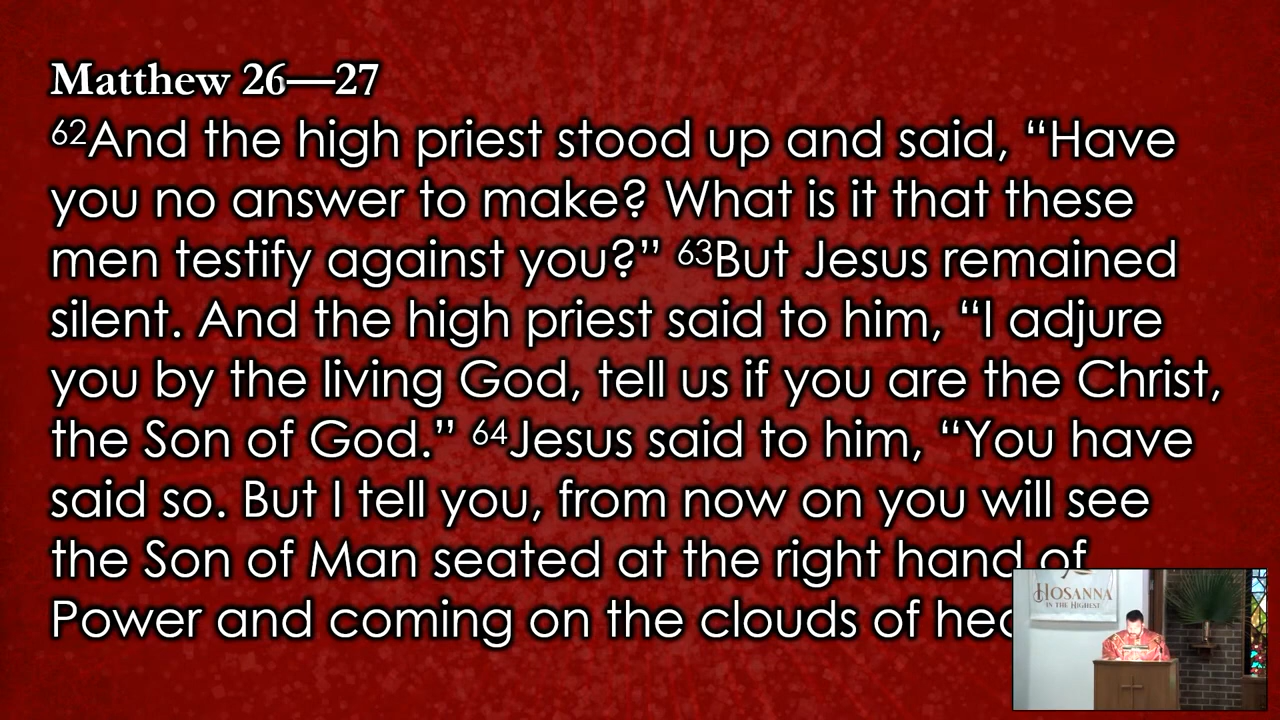 Matthew 26—27
⁶²And the high priest stood up and said, “Have
you no answer to make? What is it that these
men testify against you?” ⁶³But Jesus remained
silent. And the high priest said to him, “I adjure
you by the living God, tell us if you are the Christ,
the Son of God.” ⁶⁴Jesus said to him, “You have
said so. But I tell you, from now on you will see
the Son of Man seated at the right hand of
Power and coming on the clouds of hea
HOSANNA
IN THE HIGHEST